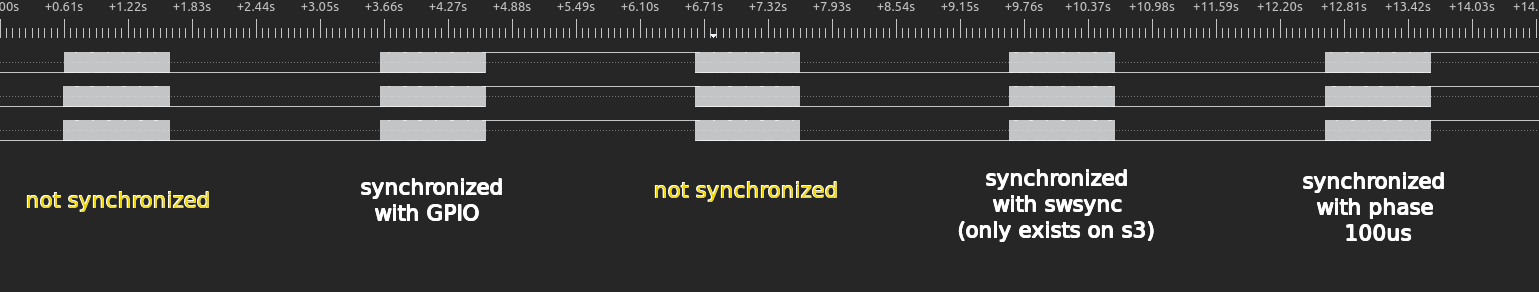 00s +0.61s +1.22s +1.83s +2.44s +3.05s +3.66s +4.27s +4.88s +5.49s +6.10s +6.71s +7.32s +7.93s +8.54s +9.15s +9.76s +10.37s +10.98s +11.59s +12.20s +12.81s +13.42s +14.03s +14.
not synchronized
synchronized
with GPIO
not synchronized
synchronized
with swsync
(only exists on s3)
synchronized
with phase
100us